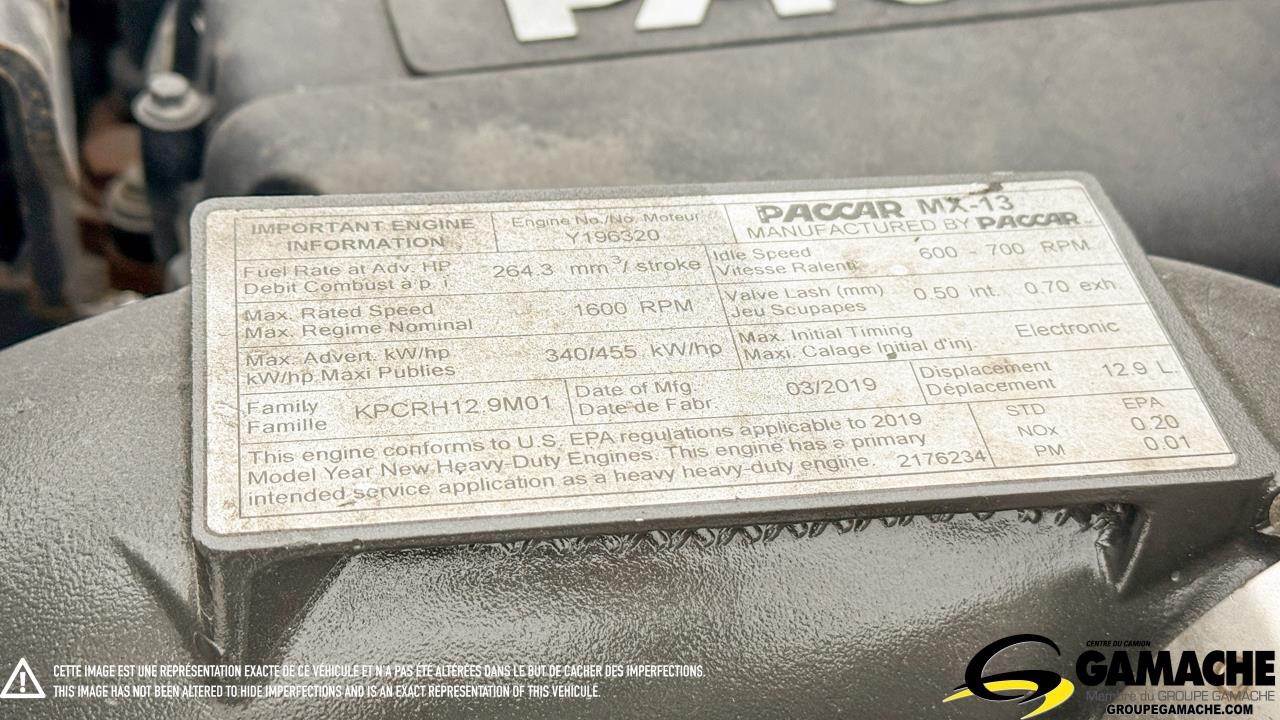 PAC
IMPORTANT ENGINE
INFORMATION
Engine No./No. Moteur
Y196320
PACCAR MX-13
MANUFACTURED BY PACCAR
Fuel Rate at Adv. HP
Debit Combust à p. i
264.3 mm3/ stroke
Idle Speed
Vitesse Ralenti
600 - 700 RPM
Max. Rated Speed
Max. Regime Nominal
1600 RPM
Valve Lash (mm)
Jeu Scupapes
0.50 int. 0.70 exh.
Max. Advert. kW/hp
kW/hp Maxi Publies
340/455 kW/hp
Max. Initial Timing
Maxi. Calage Initial d'inj.
Electronic
Family
Famille
KPCRH12.9M01
Date of Mfg.
Date de Fabr.
03/2019
Displacement
Déplacement
12.9 L.
This engine conforms to U.S, EPA regulations applicable to 2019
Model Year New Heavy-Duty Engines. This engine has a primary
intended service application as a heavy heavy-duty engine. 2176234
STD EPA
NOx 0.20
PM 0.01
CETTE IMAGE EST UNE REPRÉSENTATION EXACTE DE CE VÉHICULE ET N'A PAS ÉTÉ ALTÉRÉES DANS LE BUT DE CACHER DES IMPERFECTIONS.
THIS IMAGE HAS NOT BEEN ALTERED TO HIDE IMPERFECTIONS AND IS AN EXACT REPRESENTATION OF THIS VEHICULE.
CENTRE DU CAMION
GAMACHE
Membre du GROUPE GAMACHE
GROUPEGAMACHE.COM